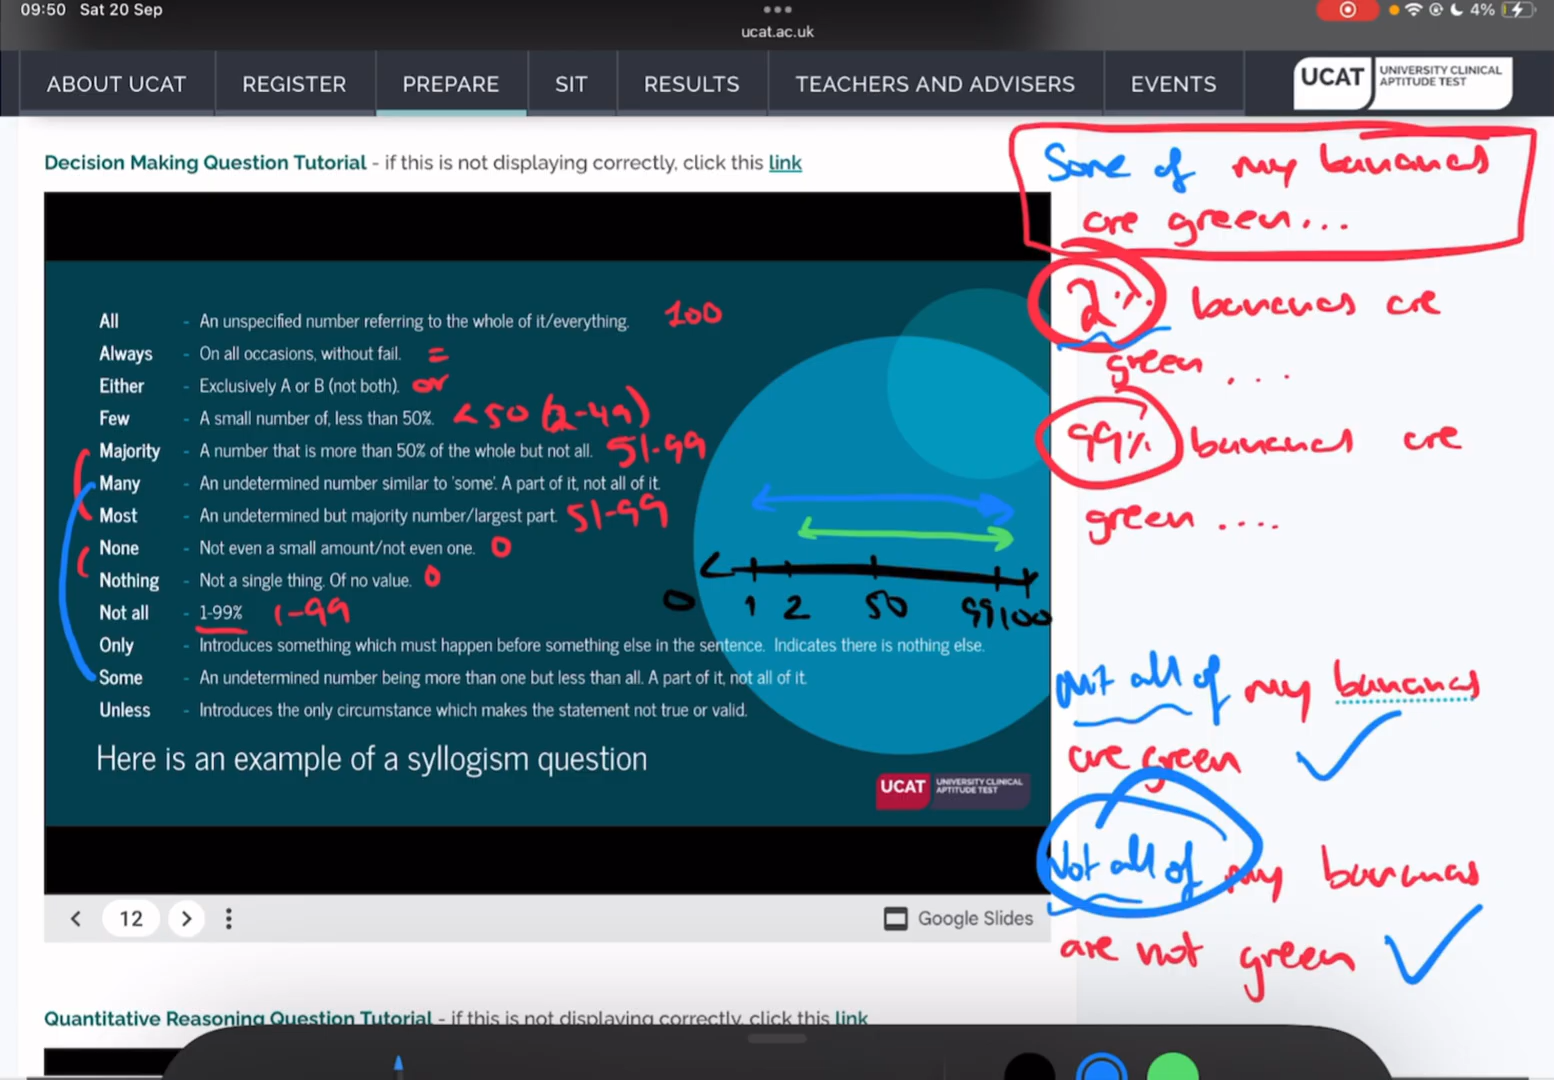 09:50 Sat 20 Sep
4%
ucat.ac.uk
ABOUT UCAT REGISTER PREPARE SIT RESULTS TEACHERS AND ADVISERS EVENTS
UCAT UNIVERSITY CLINICAL APTITUDE TEST
Decision Making Question Tutorial - if this is not displaying correctly, click this link
All - An unspecified number referring to the whole of it/everything. 100
Always - On all occasions, without fail. =
Either - Exclusively A or B (not both). or
Few - A small number of, less than 50%. <50 (2-49)
Majority - A number that is more than 50% of the whole but not all. 51-99
Many - An undetermined number similar to 'some'. A part of it, not all of it.
Most - An undetermined but majority number/largest part. 51-99
None - Not even a small amount/not even one. 0
Nothing - Not a single thing. Of no value. 0
Not all - 1-99% 1-99
Only - Introduces something which must happen before something else in the sentence. Indicates there is nothing else.
Some - An undetermined number being more than one but less than all. A part of it, not all of it.
Unless - Introduces the only circumstance which makes the statement not true or valid.
0 1 2 50 99 100
Here is an example of a syllogism question
UCAT UNIVERSITY CLINICAL APTITUDE TEST
Some of my bananas
are green...
2% bananas are
green ....
99% bananas are
green ....
not all of my bananas
are green
Not all of my bananas
are not green
12
Google Slides
Quantitative Reasoning Question Tutorial - if this is not displaying correctly, click this link